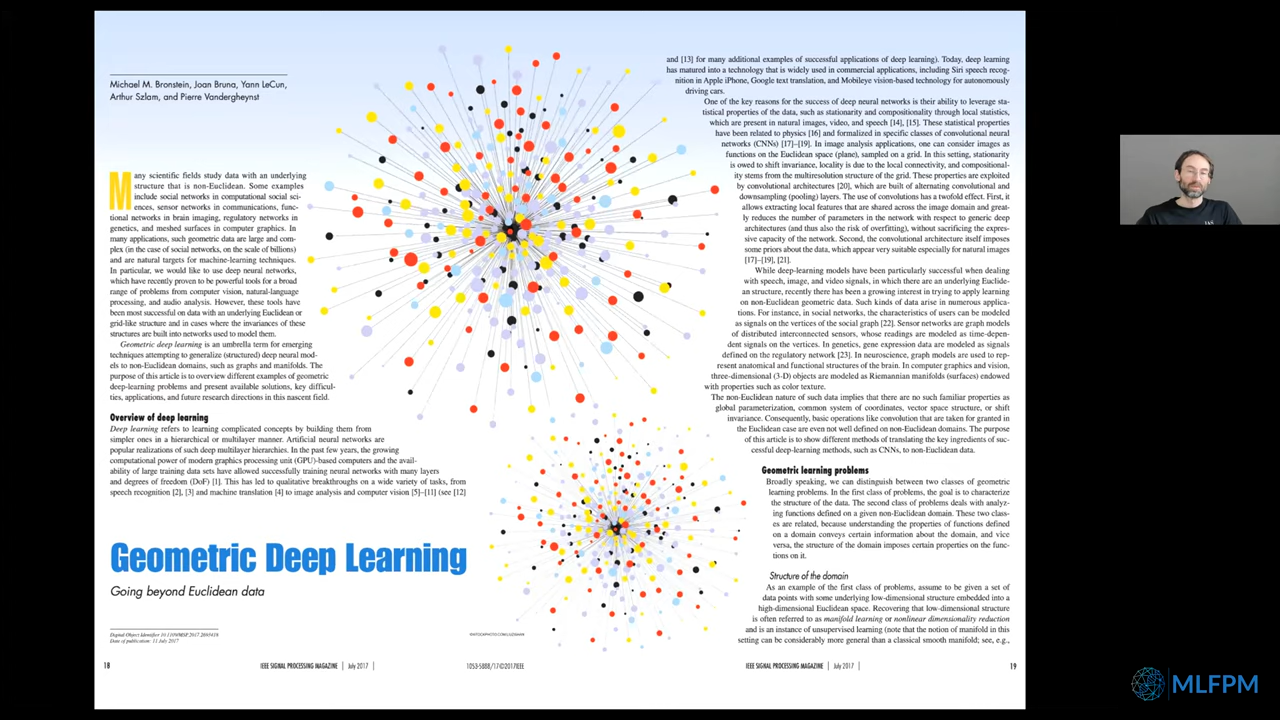 Michael M. Bronstein, Joan Bruna, Yann LeCun,
Arthur Szlam, and Pierre Vandergheynst
Many scientific fields study data with an underlying
structure that is non-Euclidean. Some examples
include social networks in computational social sci-
ences, sensor networks in communications, func-
tional networks in brain imaging, regulatory networks in
genetics, and meshed surfaces in computer graphics. In
many applications, such geometric data are large and com-
plex (in the case of social networks, on the scale of billions)
and are natural targets for machine-learning techniques.
In particular, we would like to use deep neural networks,
which have recently proven to be powerful tools for a broad
range of problems from computer vision, natural-language
processing, and audio analysis. However, these tools have
been most successful on data with an underlying Euclidean or
grid-like structure and in cases where the invariances of these
structures are built into networks used to model them.
Geometric deep learning is an umbrella term for emerging
techniques attempting to generalize (structured) deep neural mod-
els to non-Euclidean domains, such as graphs and manifolds. The
purpose of this article is to overview different examples of geometric
deep-learning problems and present available solutions, key difficul-
ties, applications, and future research directions in this nascent field.
Overview of deep learning
Deep learning refers to learning complicated concepts by building them from
simpler ones in a hierarchical or multilayer manner. Artificial neural networks are
popular realizations of such deep multilayer hierarchies. In the past few years, the growing
computational power of modern graphics processing unit (GPU)-based computers and the avail-
ability of large training data sets have allowed successfully training neural networks with many layers
and degrees of freedom (DoF) [1]. This has led to qualitative breakthroughs on a wide variety of tasks, from
speech recognition [2], [3] and machine translation [4] to image analysis and computer vision [5]–[11] (see [12]
Geometric Deep Learning
Going beyond Euclidean data
Digital Object Identifier 10.1109/MSP.2017.2693418
Date of publication: 11 July 2017
18
IEEE SIGNAL PROCESSING MAGAZINE | July 2017 |
1053-5888/17©2017IEEE
and [13] for many additional examples of successful applications of deep learning). Today, deep learning
has matured into a technology that is widely used in commercial applications, including Siri speech recog-
nition in Apple iPhone, Google text translation, and Mobileye vision-based technology for autonomously
driving cars.
One of the key reasons for the success of deep neural networks is their ability to leverage sta-
tistical properties of the data, such as stationarity and compositionality through local statistics,
which are present in natural images, video, and speech [14], [15]. These statistical properties
have been related to physics [16] and formalized in specific classes of convolutional neural
networks (CNNs) [17]–[19]. In image analysis applications, one can consider images as
functions on the Euclidean space (plane), sampled on a grid. In this setting, stationarity
is owed to shift invariance, locality is due to the local connectivity, and compositional-
ity stems from the multiresolution structure of the grid. These properties are exploited
by convolutional architectures [20], which are built of alternating convolutional and
downsampling (pooling) layers. The use of convolutions has a twofold effect. First, it
allows extracting local features that are shared across the image domain and great-
ly reduces the number of parameters in the network with respect to generic deep
architectures (and thus also the risk of overfitting), without sacrificing the expres-
sive capacity of the network. Second, the convolutional architecture itself imposes
some priors about the data, which appear very suitable especially for natural images
[17]–[19], [21].
While deep-learning models have been particularly successful when dealing
with speech, image, and video signals, in which there are an underlying Euclide-
an structure, recently there has been a growing interest in trying to apply learning
on non-Euclidean geometric data. Such kinds of data arise in numerous applica-
tions. For instance, in social networks, the characteristics of users can be modeled
as signals on the vertices of the social graph [22]. Sensor networks are graph models
of distributed interconnected sensors, whose readings are modeled as time-depen-
dent signals on the vertices. In genetics, gene expression data are modeled as signals
defined on the regulatory network [23]. In neuroscience, graph models are used to rep-
resent anatomical and functional structures of the brain. In computer graphics and vision,
three-dimensional (3-D) objects are modeled as Riemannian manifolds (surfaces) endowed
with properties such as color texture.
The non-Euclidean nature of such data implies that there are no such familiar properties as
global parameterization, common system of coordinates, vector space structure, or shift
invariance. Consequently, basic operations like convolution that are taken for granted in
the Euclidean case are even not well defined on non-Euclidean domains. The purpose
of this article is to show different methods of translating the key ingredients of suc-
cessful deep-learning methods, such as CNNs, to non-Euclidean data.
Geometric learning problems
Broadly speaking, we can distinguish between two classes of geometric
learning problems. In the first class of problems, the goal is to characterize
the structure of the data. The second class of problems deals with analyz-
ing functions defined on a given non-Euclidean domain. These two class-
es are related, because understanding the properties of functions defined
on a domain conveys certain information about the domain, and vice
versa, the structure of the domain imposes certain properties on the func-
tions on it.
Structure of the domain
As an example of the first class of problems, assume to be given a set of
data points with some underlying low-dimensional structure embedded into a
high-dimensional Euclidean space. Recovering that low-dimensional structure
is often referred to as manifold learning or nonlinear dimensionality reduction
and is an instance of unsupervised learning (note that the notion of manifold in this
setting can be considerably more general than a classical smooth manifold; see, e.g.,
IEEE SIGNAL PROCESSING MAGAZINE | July 2017 |
19
IAS
MLFPM